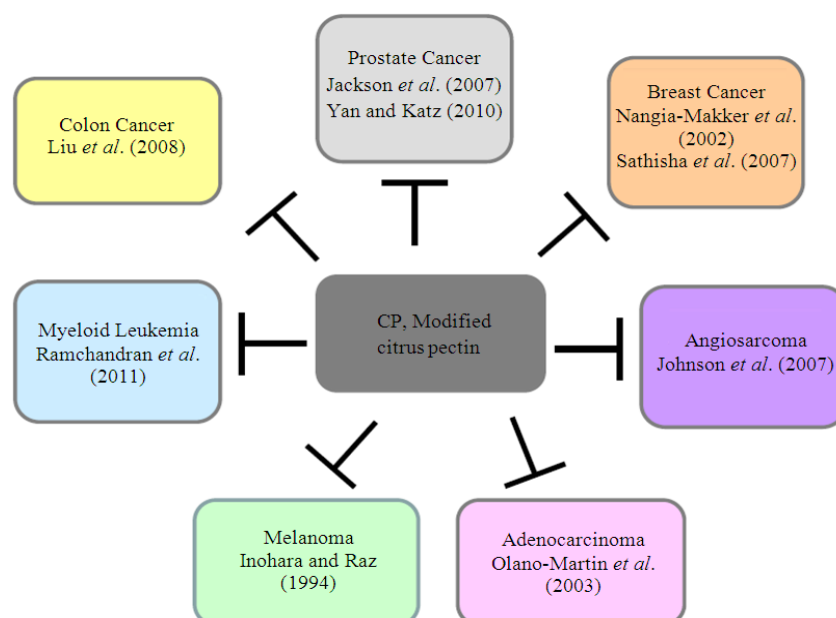 Prostate Cancer
Jackson et al. (2007)
Yan and Katz (2010)
Breast Cancer
Nangia-Makker et al.
(2002)
Sathisha et al. (2007)
Colon Cancer
Liu et al. (2008)
CP, Modified
citrus pectin
Myeloid Leukemia
Ramchandran et al.
(2011)
Angiosarcoma
Johnson et al. (2007)
Melanoma
Inohara and Raz
(1994)
Adenocarcinoma
Olano-Martin et al.
(2003)